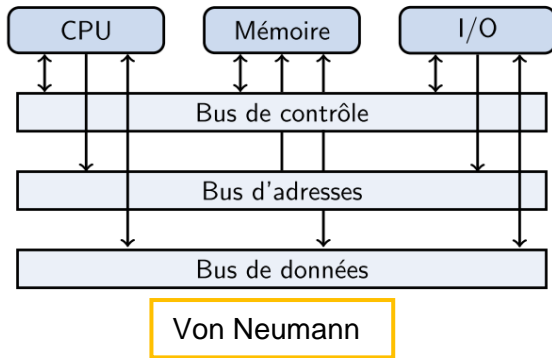 CPU
Mémoire
I/O
Bus de contrôle
Bus d'adresses
Bus de données
Von Neumann